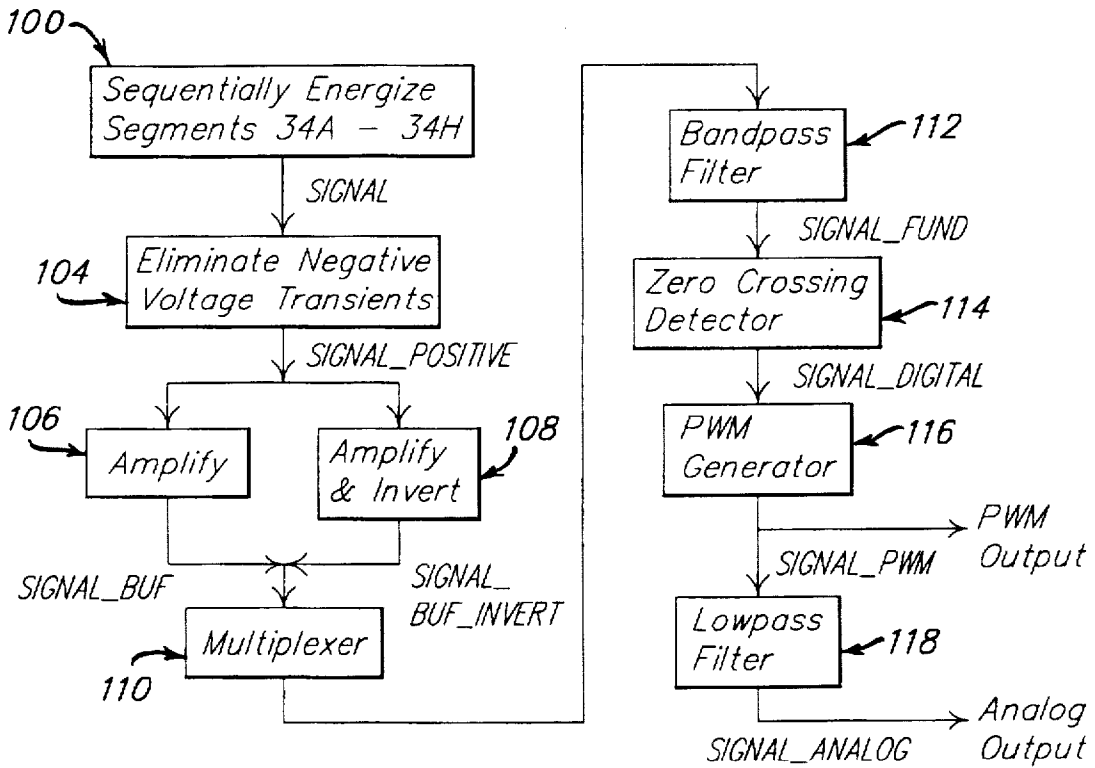 100
Sequentially Energize
Segments 34A - 34H
SIGNAL
104
Eliminate Negative
Voltage Transients
SIGNAL_POSITIVE
106
Amplify
108
Amplify
& Invert
SIGNAL_BUF
SIGNAL_
BUF_INVERT
110
Multiplexer
112
Bandpass
Filter
SIGNAL_FUND
114
Zero Crossing
Detector
SIGNAL_DIGITAL
116
PWM
Generator
PWM
Output
SIGNAL_PWM
118
Lowpass
Filter
Analog
Output
SIGNAL_ANALOG